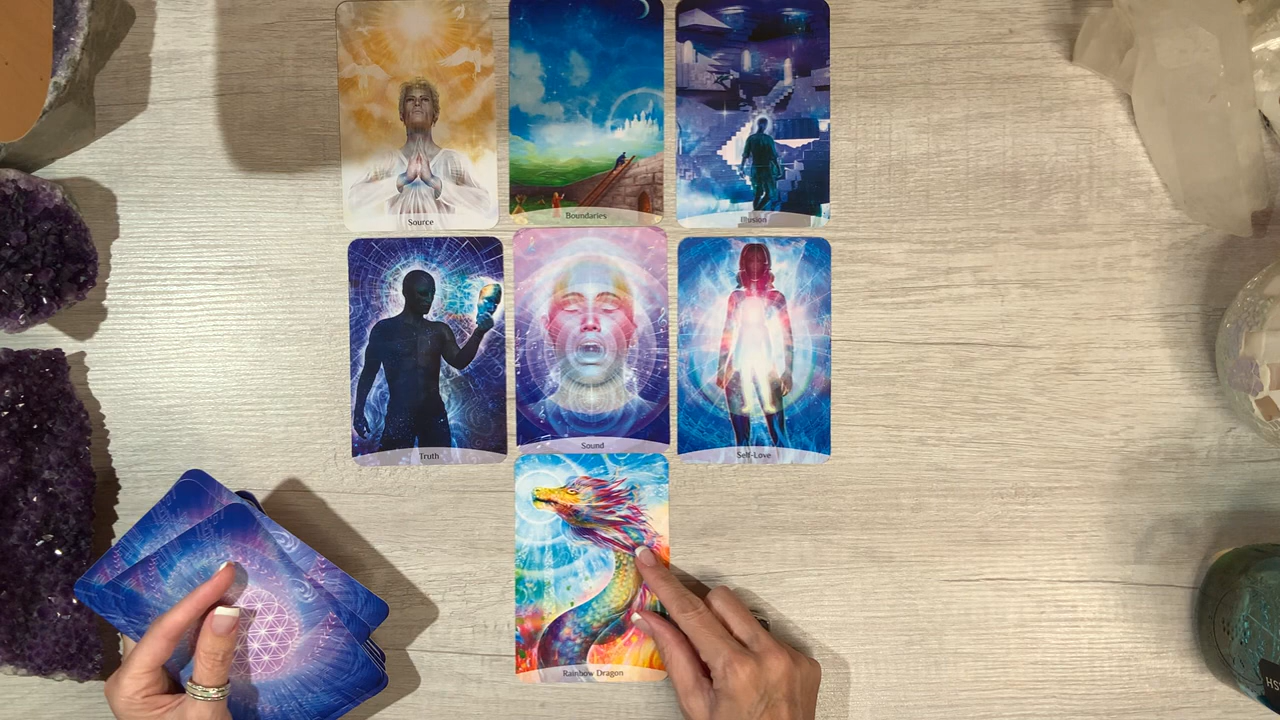 Source
Boundaries
Illusion
Truth
Sound
Self-Love
Rainbow Dragon